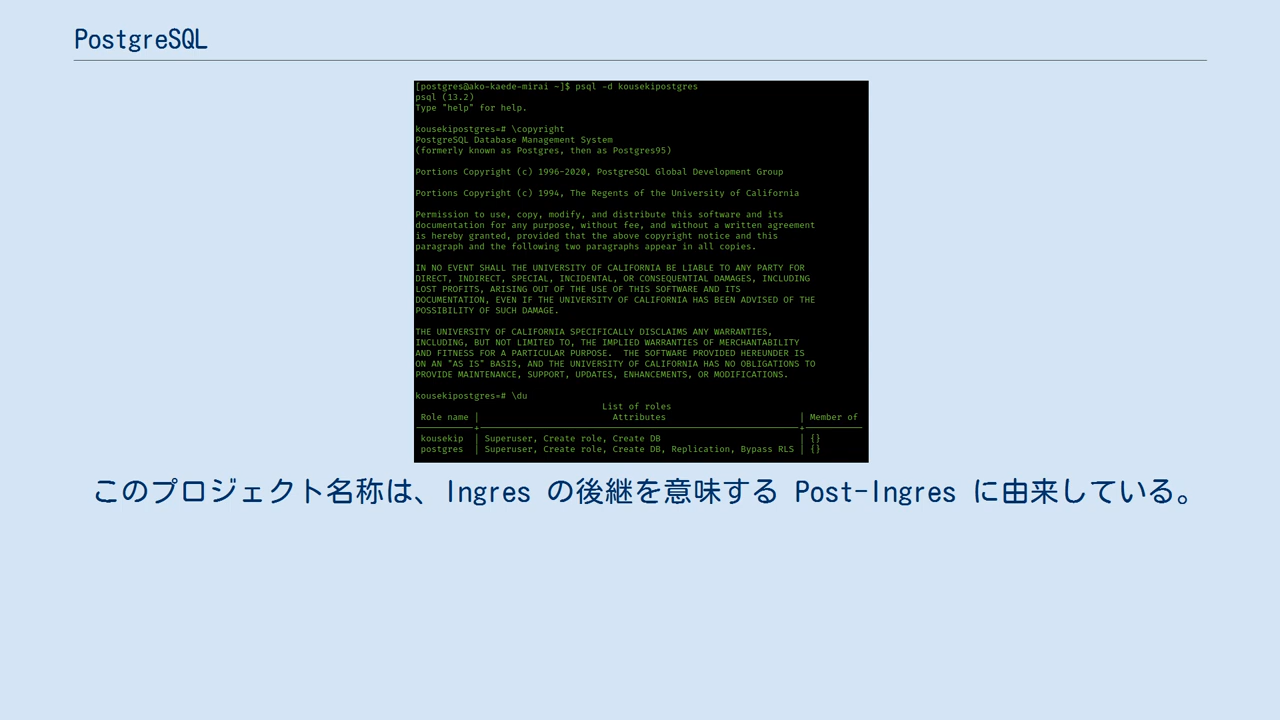 PostgreSQL
[postgres@ako-kaede-mirai ~]$ psql -d kousekipostgres
psql (13.2)
Type "help" for help.
kousekipostgres=# \copyright
PostgreSQL Database Management System
(formerly known as Postgres, then as Postgres95)
Portions Copyright (c) 1996-2020, PostgreSQL Global Development Group
Portions Copyright (c) 1994, The Regents of the University of California
Permission to use, copy, modify, and distribute this software and its
documentation for any purpose, without fee, and without a written agreement
is hereby granted, provided that the above copyright notice and this
paragraph and the following two paragraphs appear in all copies.
IN NO EVENT SHALL THE UNIVERSITY OF CALIFORNIA BE LIABLE TO ANY PARTY FOR
DIRECT, INDIRECT, SPECIAL, INCIDENTAL, OR CONSEQUENTIAL DAMAGES, INCLUDING
LOST PROFITS, ARISING OUT OF THE USE OF THIS SOFTWARE AND ITS
DOCUMENTATION, EVEN IF THE UNIVERSITY OF CALIFORNIA HAS BEEN ADVISED OF THE
POSSIBILITY OF SUCH DAMAGE.
THE UNIVERSITY OF CALIFORNIA SPECIFICALLY DISCLAIMS ANY WARRANTIES,
INCLUDING, BUT NOT LIMITED TO, THE IMPLIED WARRANTIES OF MERCHANTABILITY
AND FITNESS FOR A PARTICULAR PURPOSE.  THE SOFTWARE PROVIDED HEREUNDER IS
ON AN "AS IS" BASIS, AND THE UNIVERSITY OF CALIFORNIA HAS NO OBLIGATIONS TO
PROVIDE MAINTENANCE, SUPPORT, UPDATES, ENHANCEMENTS, OR MODIFICATIONS.
kousekipostgres=# \du
List of roles
Role name | Attributes | Member of
kousekip | Superuser, Create role, Create DB | {}
postgres | Superuser, Create role, Create DB, Replication, Bypass RLS | {}
このプロジェクト名称は、Ingres の後継を意味する Post-Ingres に由来している。